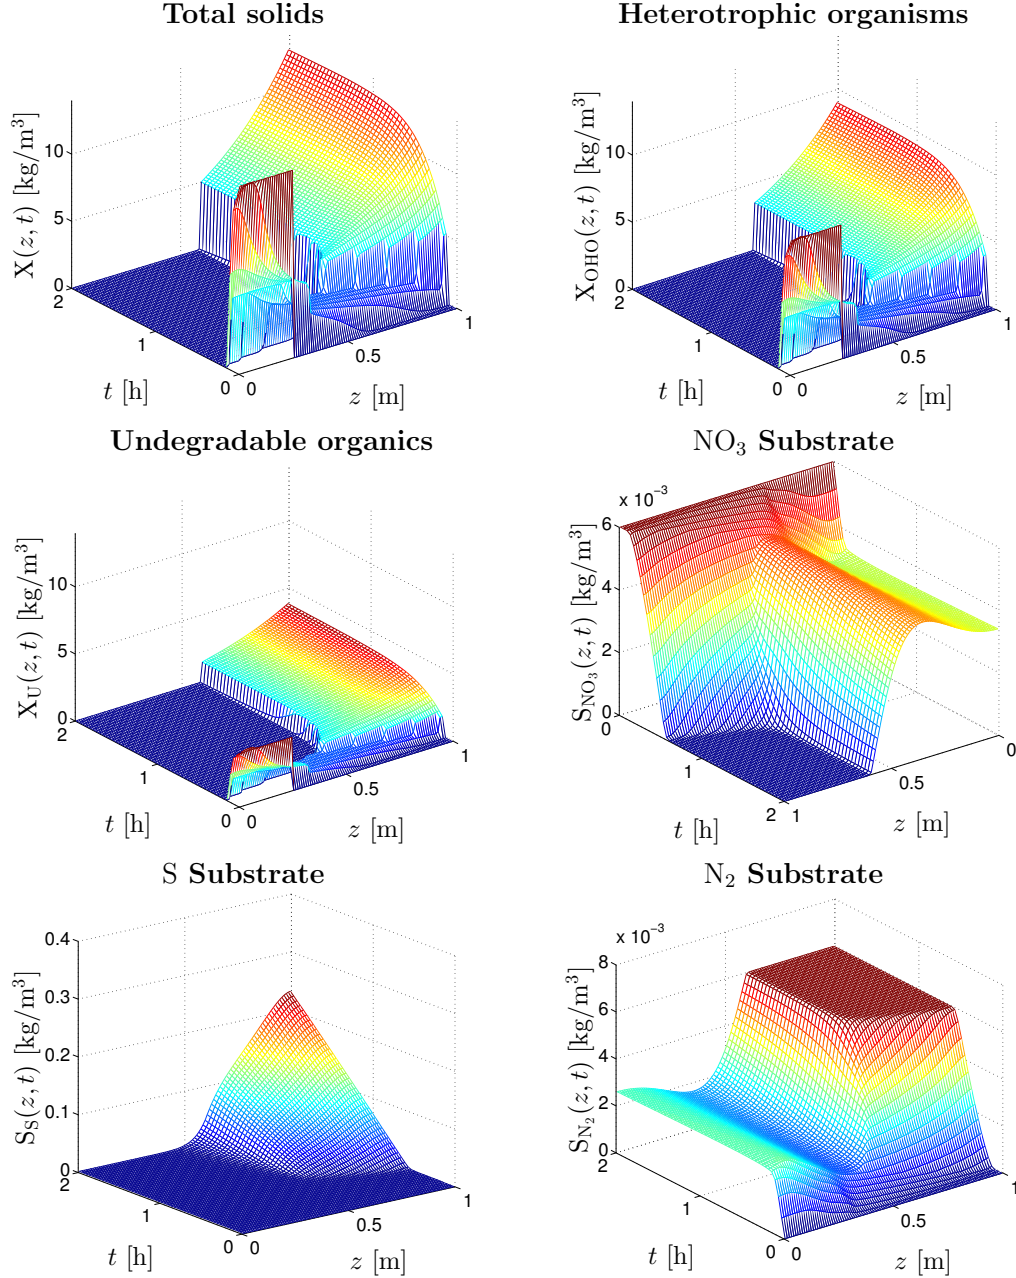 Total solids
X(z, t) [kg/m³]
10
5
0
2
1
0
t [h]
0
0.5
1
z [m]
Heterotrophic organisms
X_OHO(z, t) [kg/m³]
10
5
0
2
1
0
t [h]
0
0.5
1
z [m]
Undegradable organics
X_U(z, t) [kg/m³]
10
5
0
2
1
0
t [h]
0
0.5
1
z [m]
NO₃ Substrate
x 10⁻³
S_NO₃(z, t) [kg/m³]
6
4
2
0
0
1
2
t [h]
1
0.5
0
z [m]
S Substrate
S_S(z, t) [kg/m³]
0.4
0.3
0.2
0.1
0
2
1
0
t [h]
0
0.5
1
z [m]
N₂ Substrate
x 10⁻³
S_N₂(z, t) [kg/m³]
8
6
4
2
0
2
1
0
t [h]
0
0.5
1
z [m]